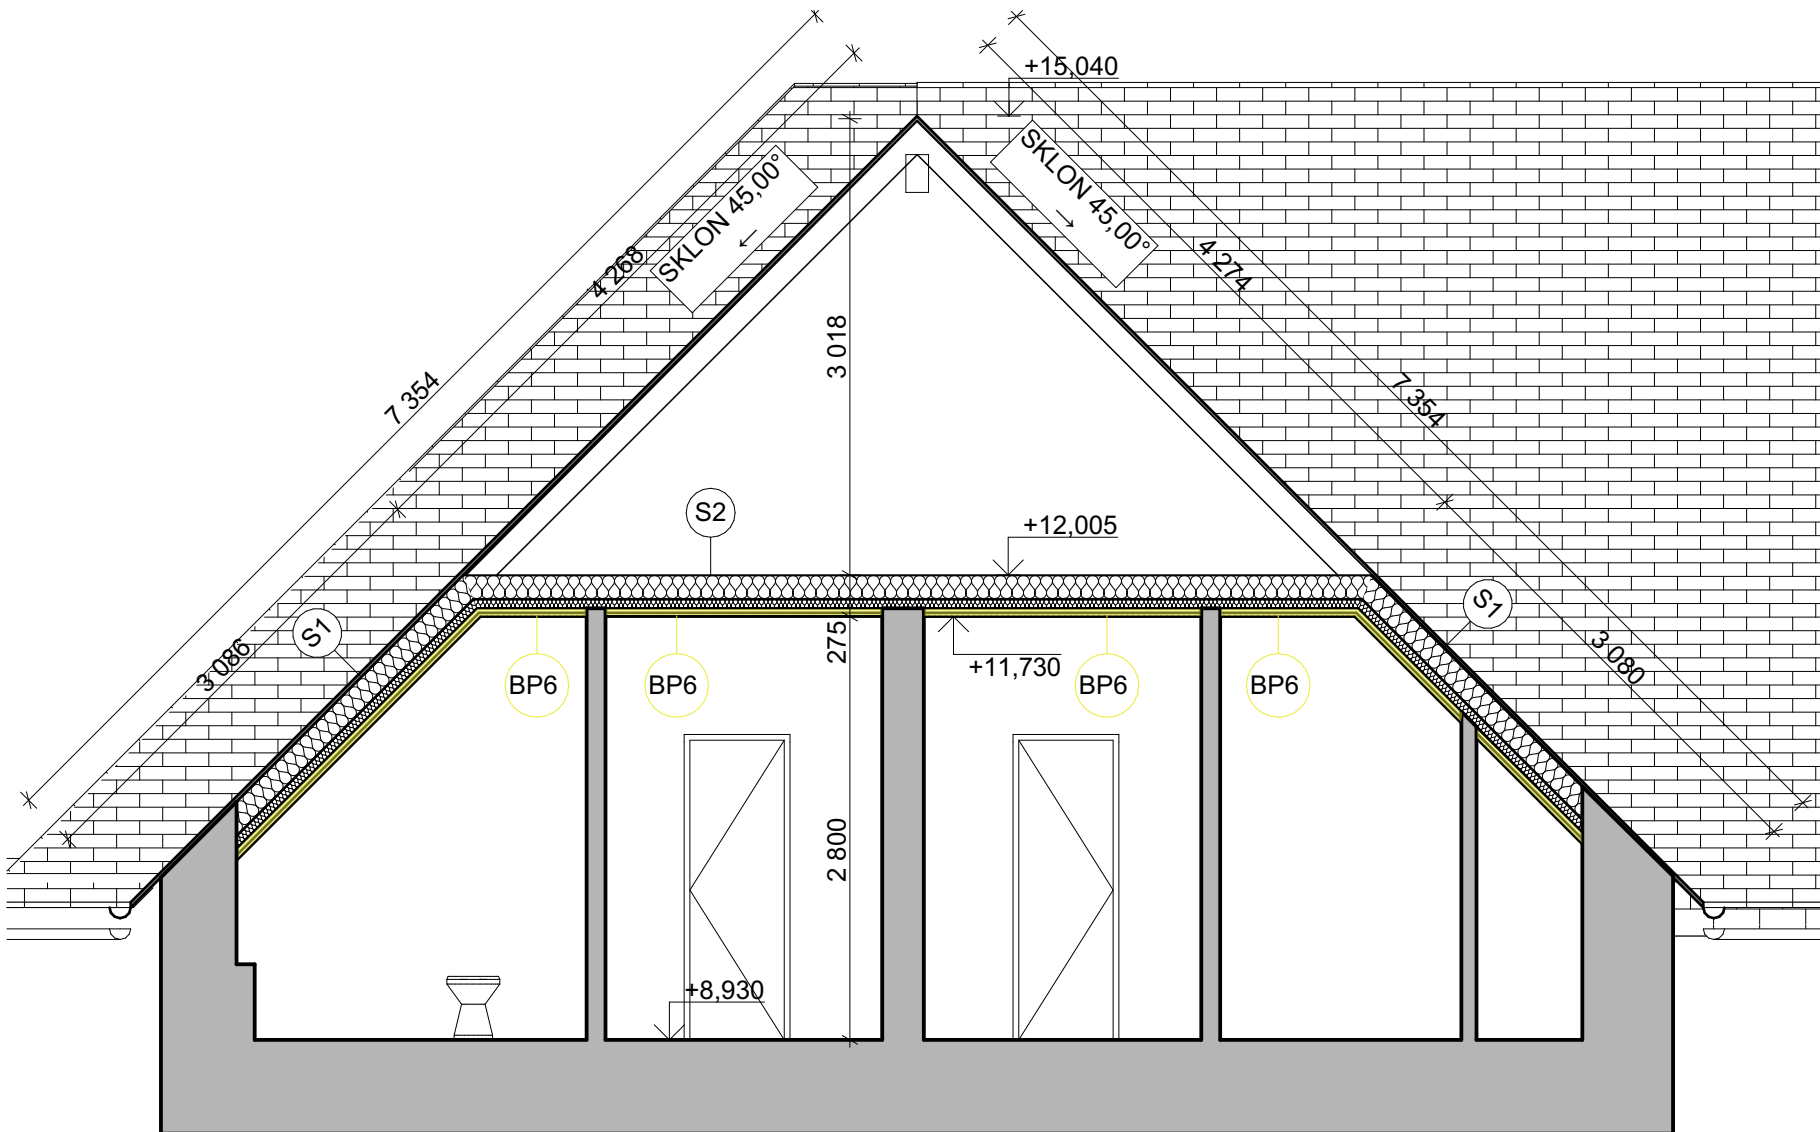 +15,040
SKLON 45,00°
←
SKLON 45,00°
→
4 268
4 274
3 018
7 354
7 354
S2
+12,005
S1
S1
275
3 086
3 080
+11,730
BP6
BP6
BP6
BP6
2 800
+8,930